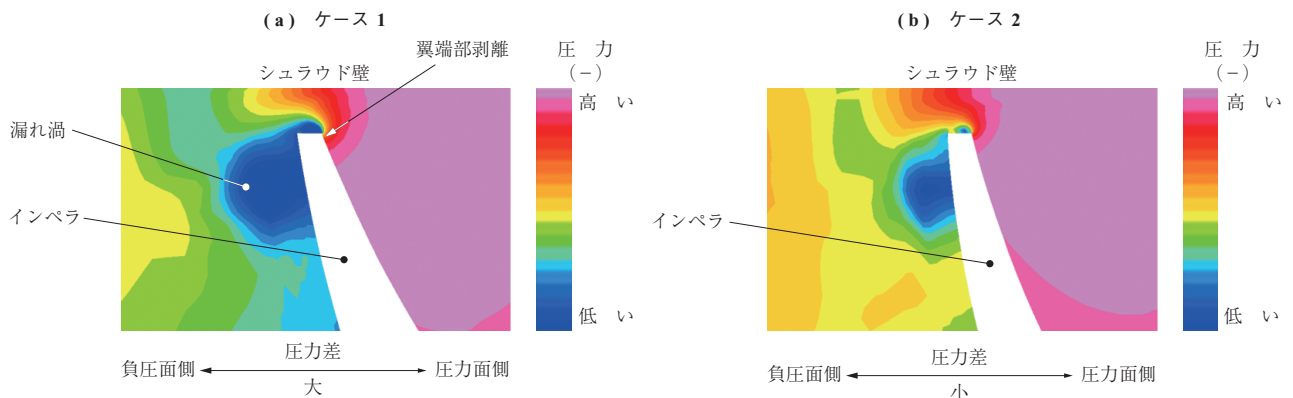 (a) ケース 1
翼端部剥離
シュラウド壁
圧 力
(-)
高 い
漏れ渦
インペラ
低 い
圧力差
負圧面側
圧力面側
大
(b) ケース 2
シュラウド壁
圧 力
(-)
高 い
インペラ
低 い
圧力差
負圧面側
圧力面側
小